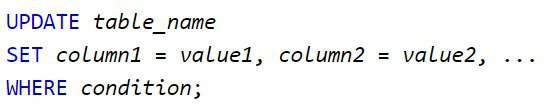 UPDATE table_name
SET column1 = value1, column2 = value2, ...
WHERE condition;